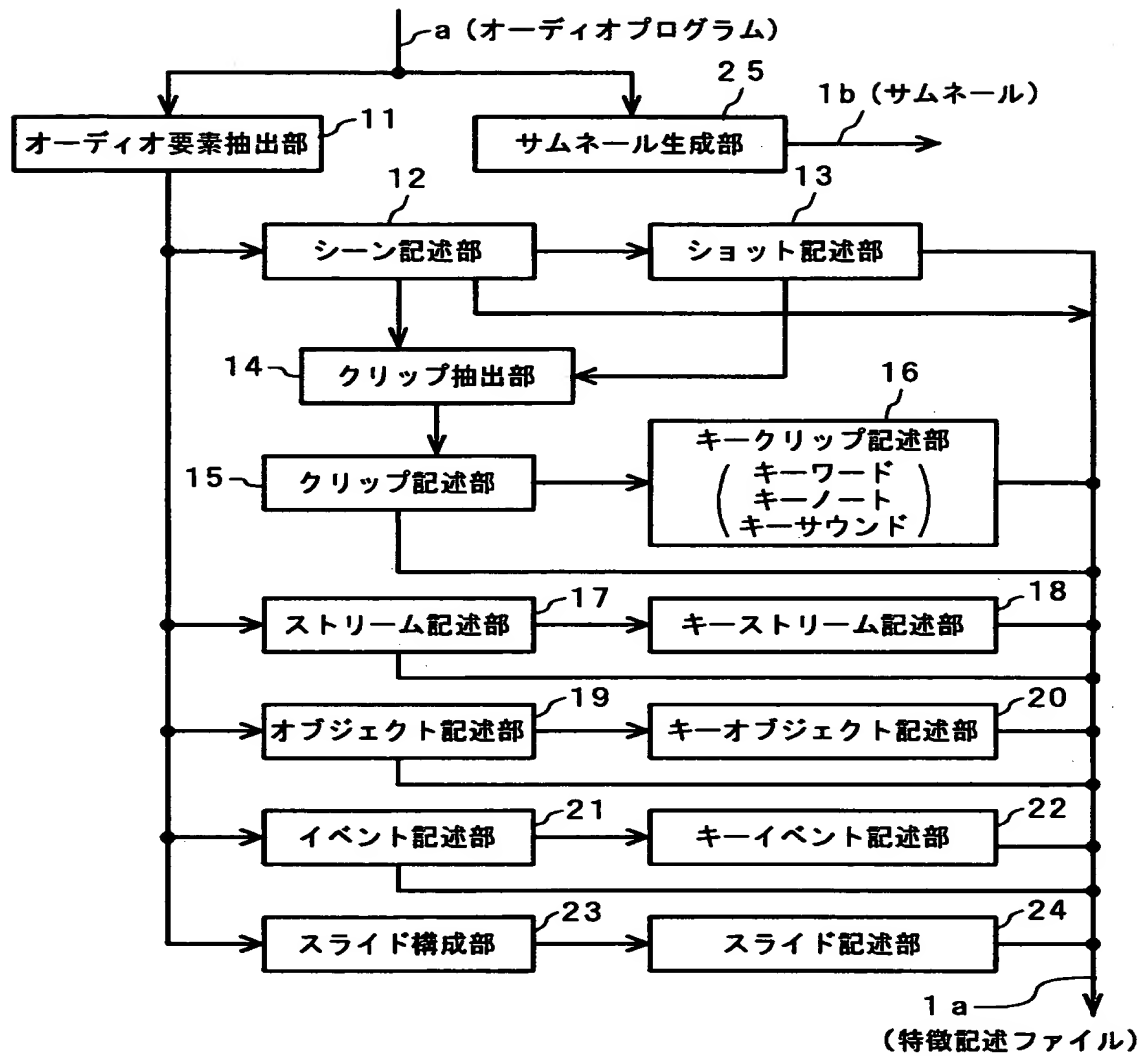 a（オーディオプログラム）
25
1b（サムネール）
11
オーディオ要素抽出部
サムネール生成部
12
13
シーン記述部
ショット記述部
14
クリップ抽出部
16
キークリップ記述部
15
クリップ記述部
（キーワード
キーノート
キーサウンド）
17
18
ストリーム記述部
キーストリーム記述部
19
20
オブジェクト記述部
キーオブジェクト記述部
21
22
イベント記述部
キーイベント記述部
23
24
スライド構成部
スライド記述部
1a
（特徴記述ファイル）